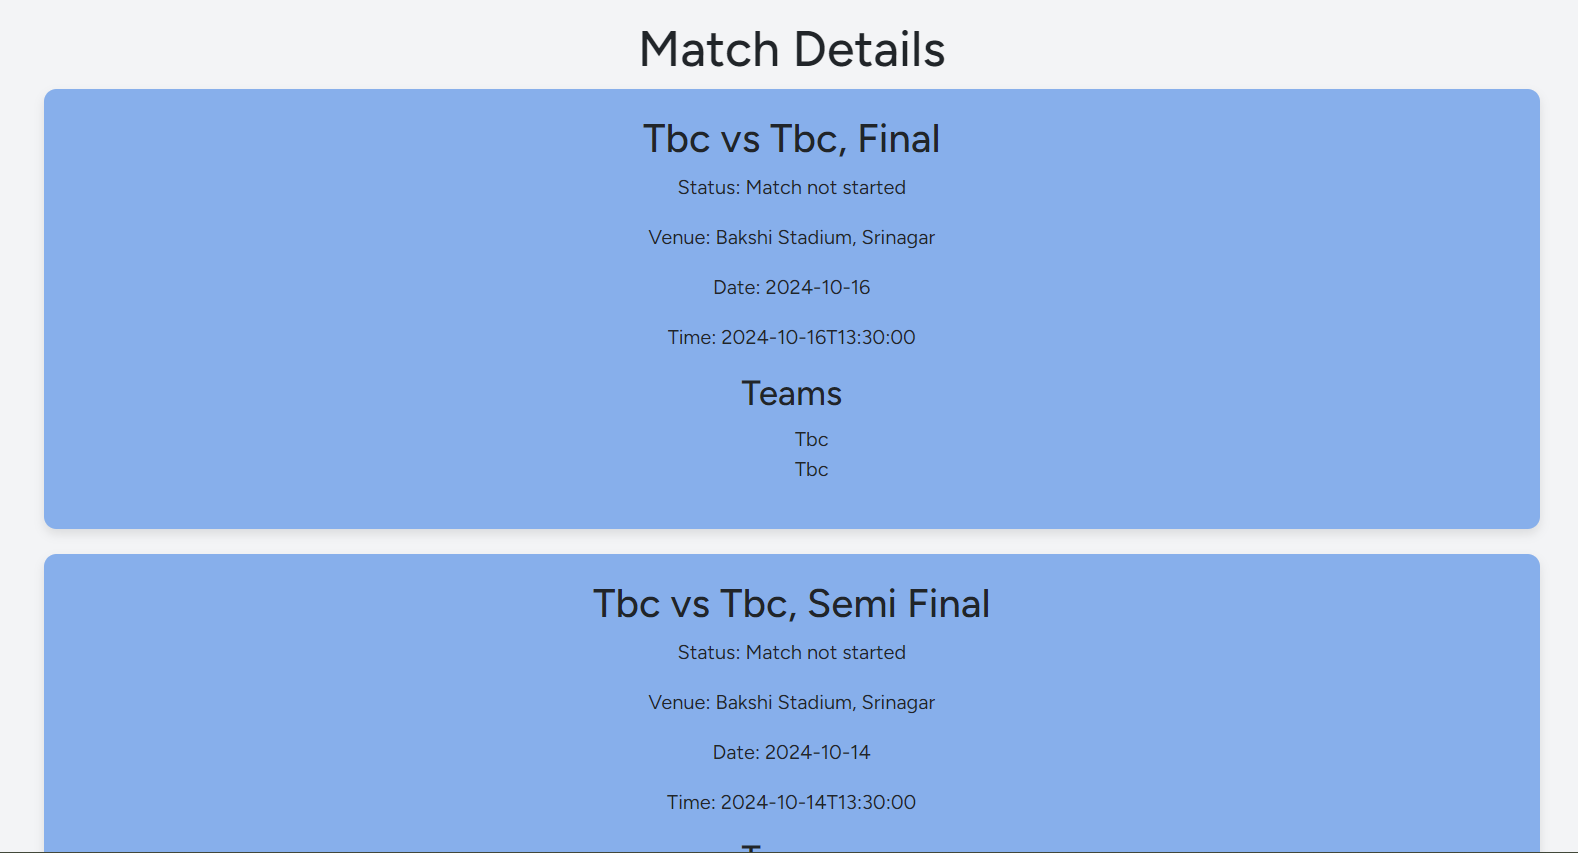 Match Details
Tbc vs Tbc, Final
Status: Match not started
Venue: Bakshi Stadium, Srinagar
Date: 2024-10-16
Time: 2024-10-16T13:30:00
Teams
Tbc
Tbc
Tbc vs Tbc, Semi Final
Status: Match not started
Venue: Bakshi Stadium, Srinagar
Date: 2024-10-14
Time: 2024-10-14T13:30:00